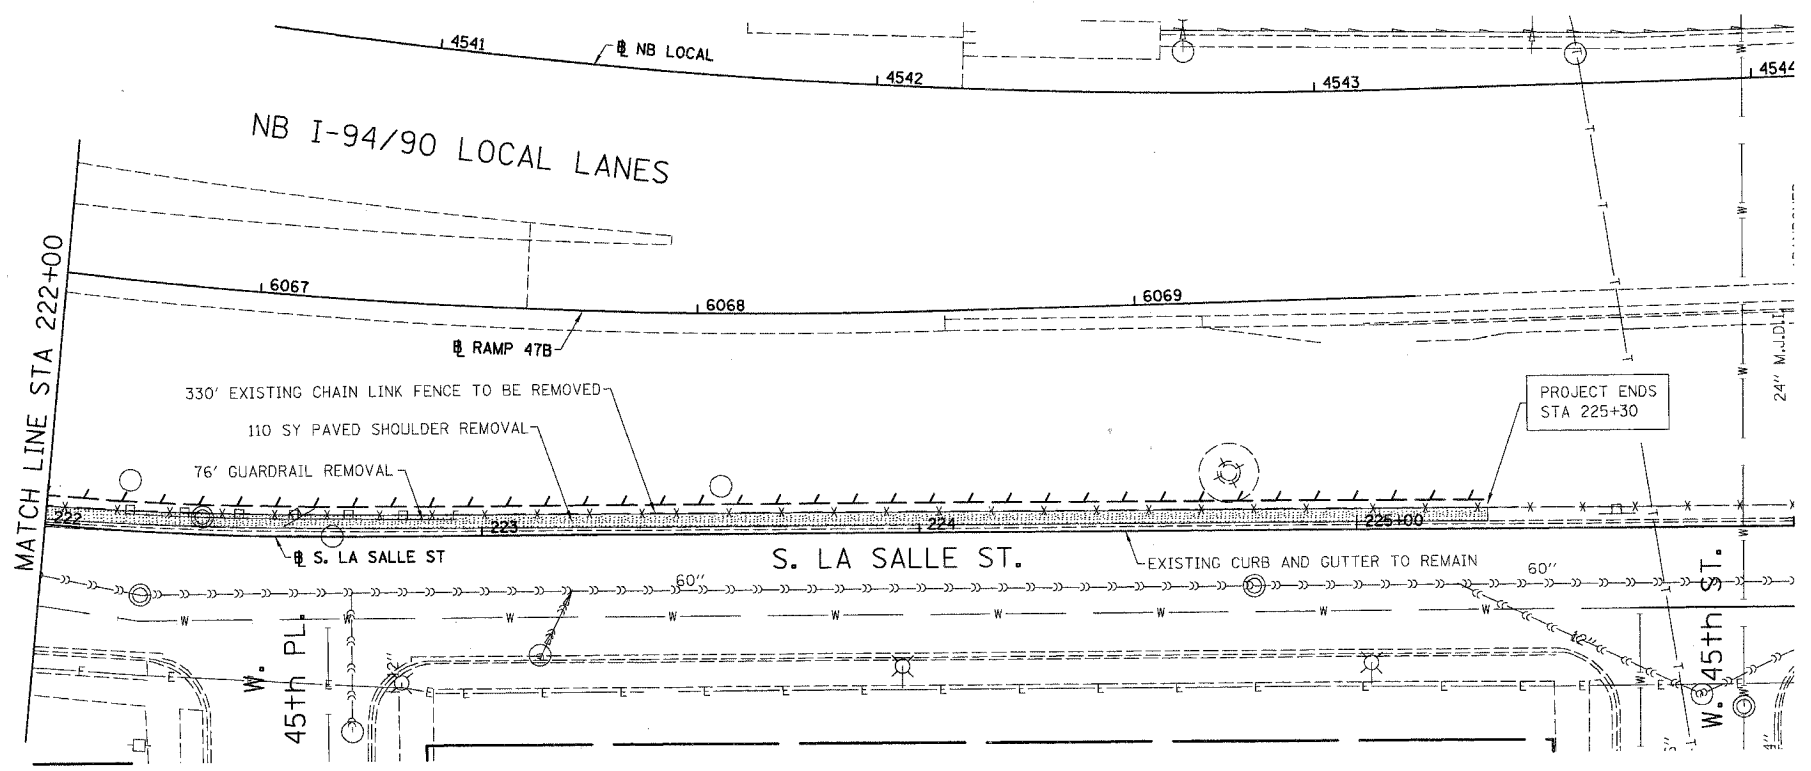 4541
℄ NB LOCAL
4542
4543
4544
NB I-94/90 LOCAL LANES
MATCH LINE STA 222+00
6067
6068
6069
℄ RAMP 47B
330' EXISTING CHAIN LINK FENCE TO BE REMOVED
110 SY PAVED SHOULDER REMOVAL
76' GUARDRAIL REMOVAL
PROJECT ENDS
STA 225+30
24" M.J.D.I.
222
223
224
225+00
℄ S. LA SALLE ST
S. LA SALLE ST.
EXISTING CURB AND GUTTER TO REMAIN
60"
60"
W W W W W W W W W
W.
45th PL.
W. 45th ST.
E E E E E E E E E E E E E E E E E